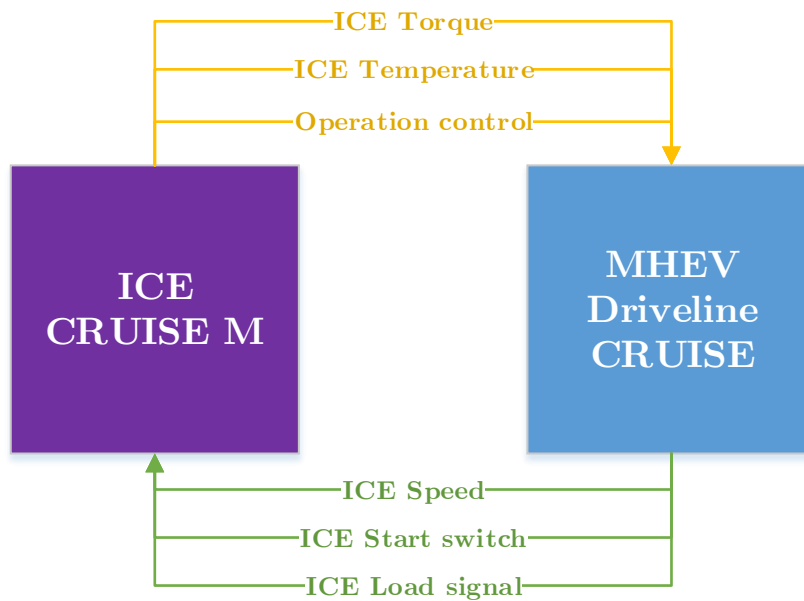 ICE Torque
ICE Temperature
Operation control
ICE
CRUISE M
MHEV
Driveline
CRUISE
ICE Speed
ICE Start switch
ICE Load signal